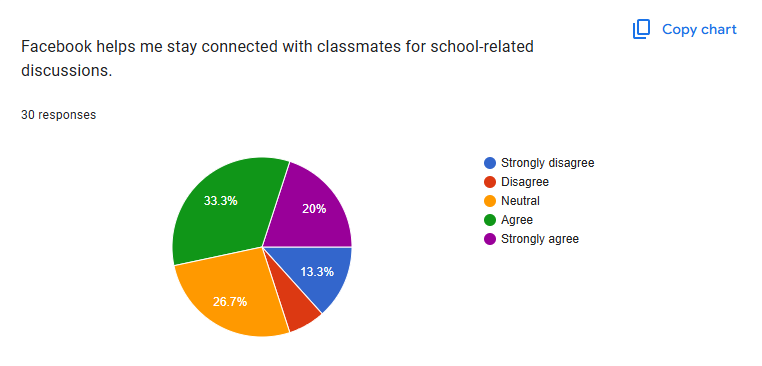 Copy chart
Facebook helps me stay connected with classmates for school-related
discussions.
30 responses
33.3%
20%
13.3%
26.7%
Strongly disagree
Disagree
Neutral
Agree
Strongly agree